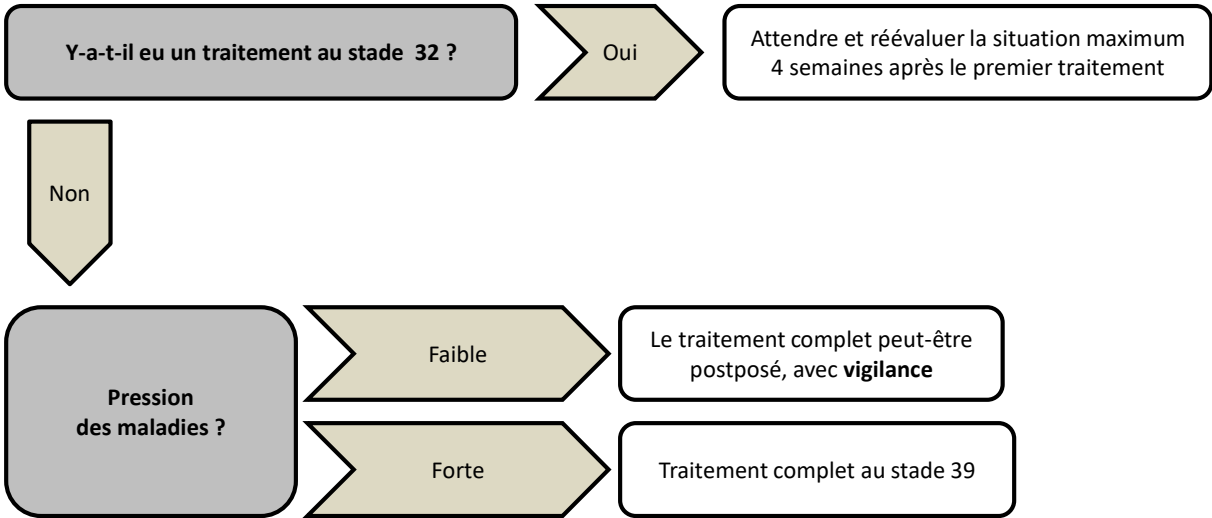 Y-a-t-il eu un traitement au stade 32 ?
Oui
Attendre et réévaluer la situation maximum
4 semaines après le premier traitement
Non
Pression
des maladies ?
Faible
Le traitement complet peut-être
postposé, avec vigilance
Forte
Traitement complet au stade 39